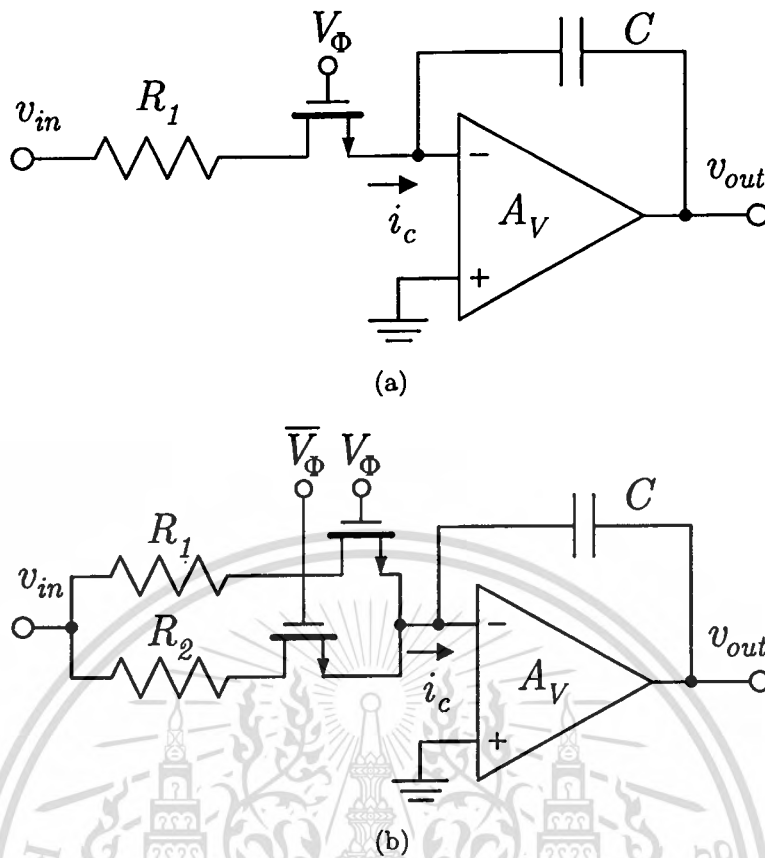 V_Φ
C
R_1
v_in
−
v_out
A_V
i_c
+
(a)
V̅_Φ V_Φ
C
R_1
v_in
−
R_2
v_out
A_V
i_c
+
(b)